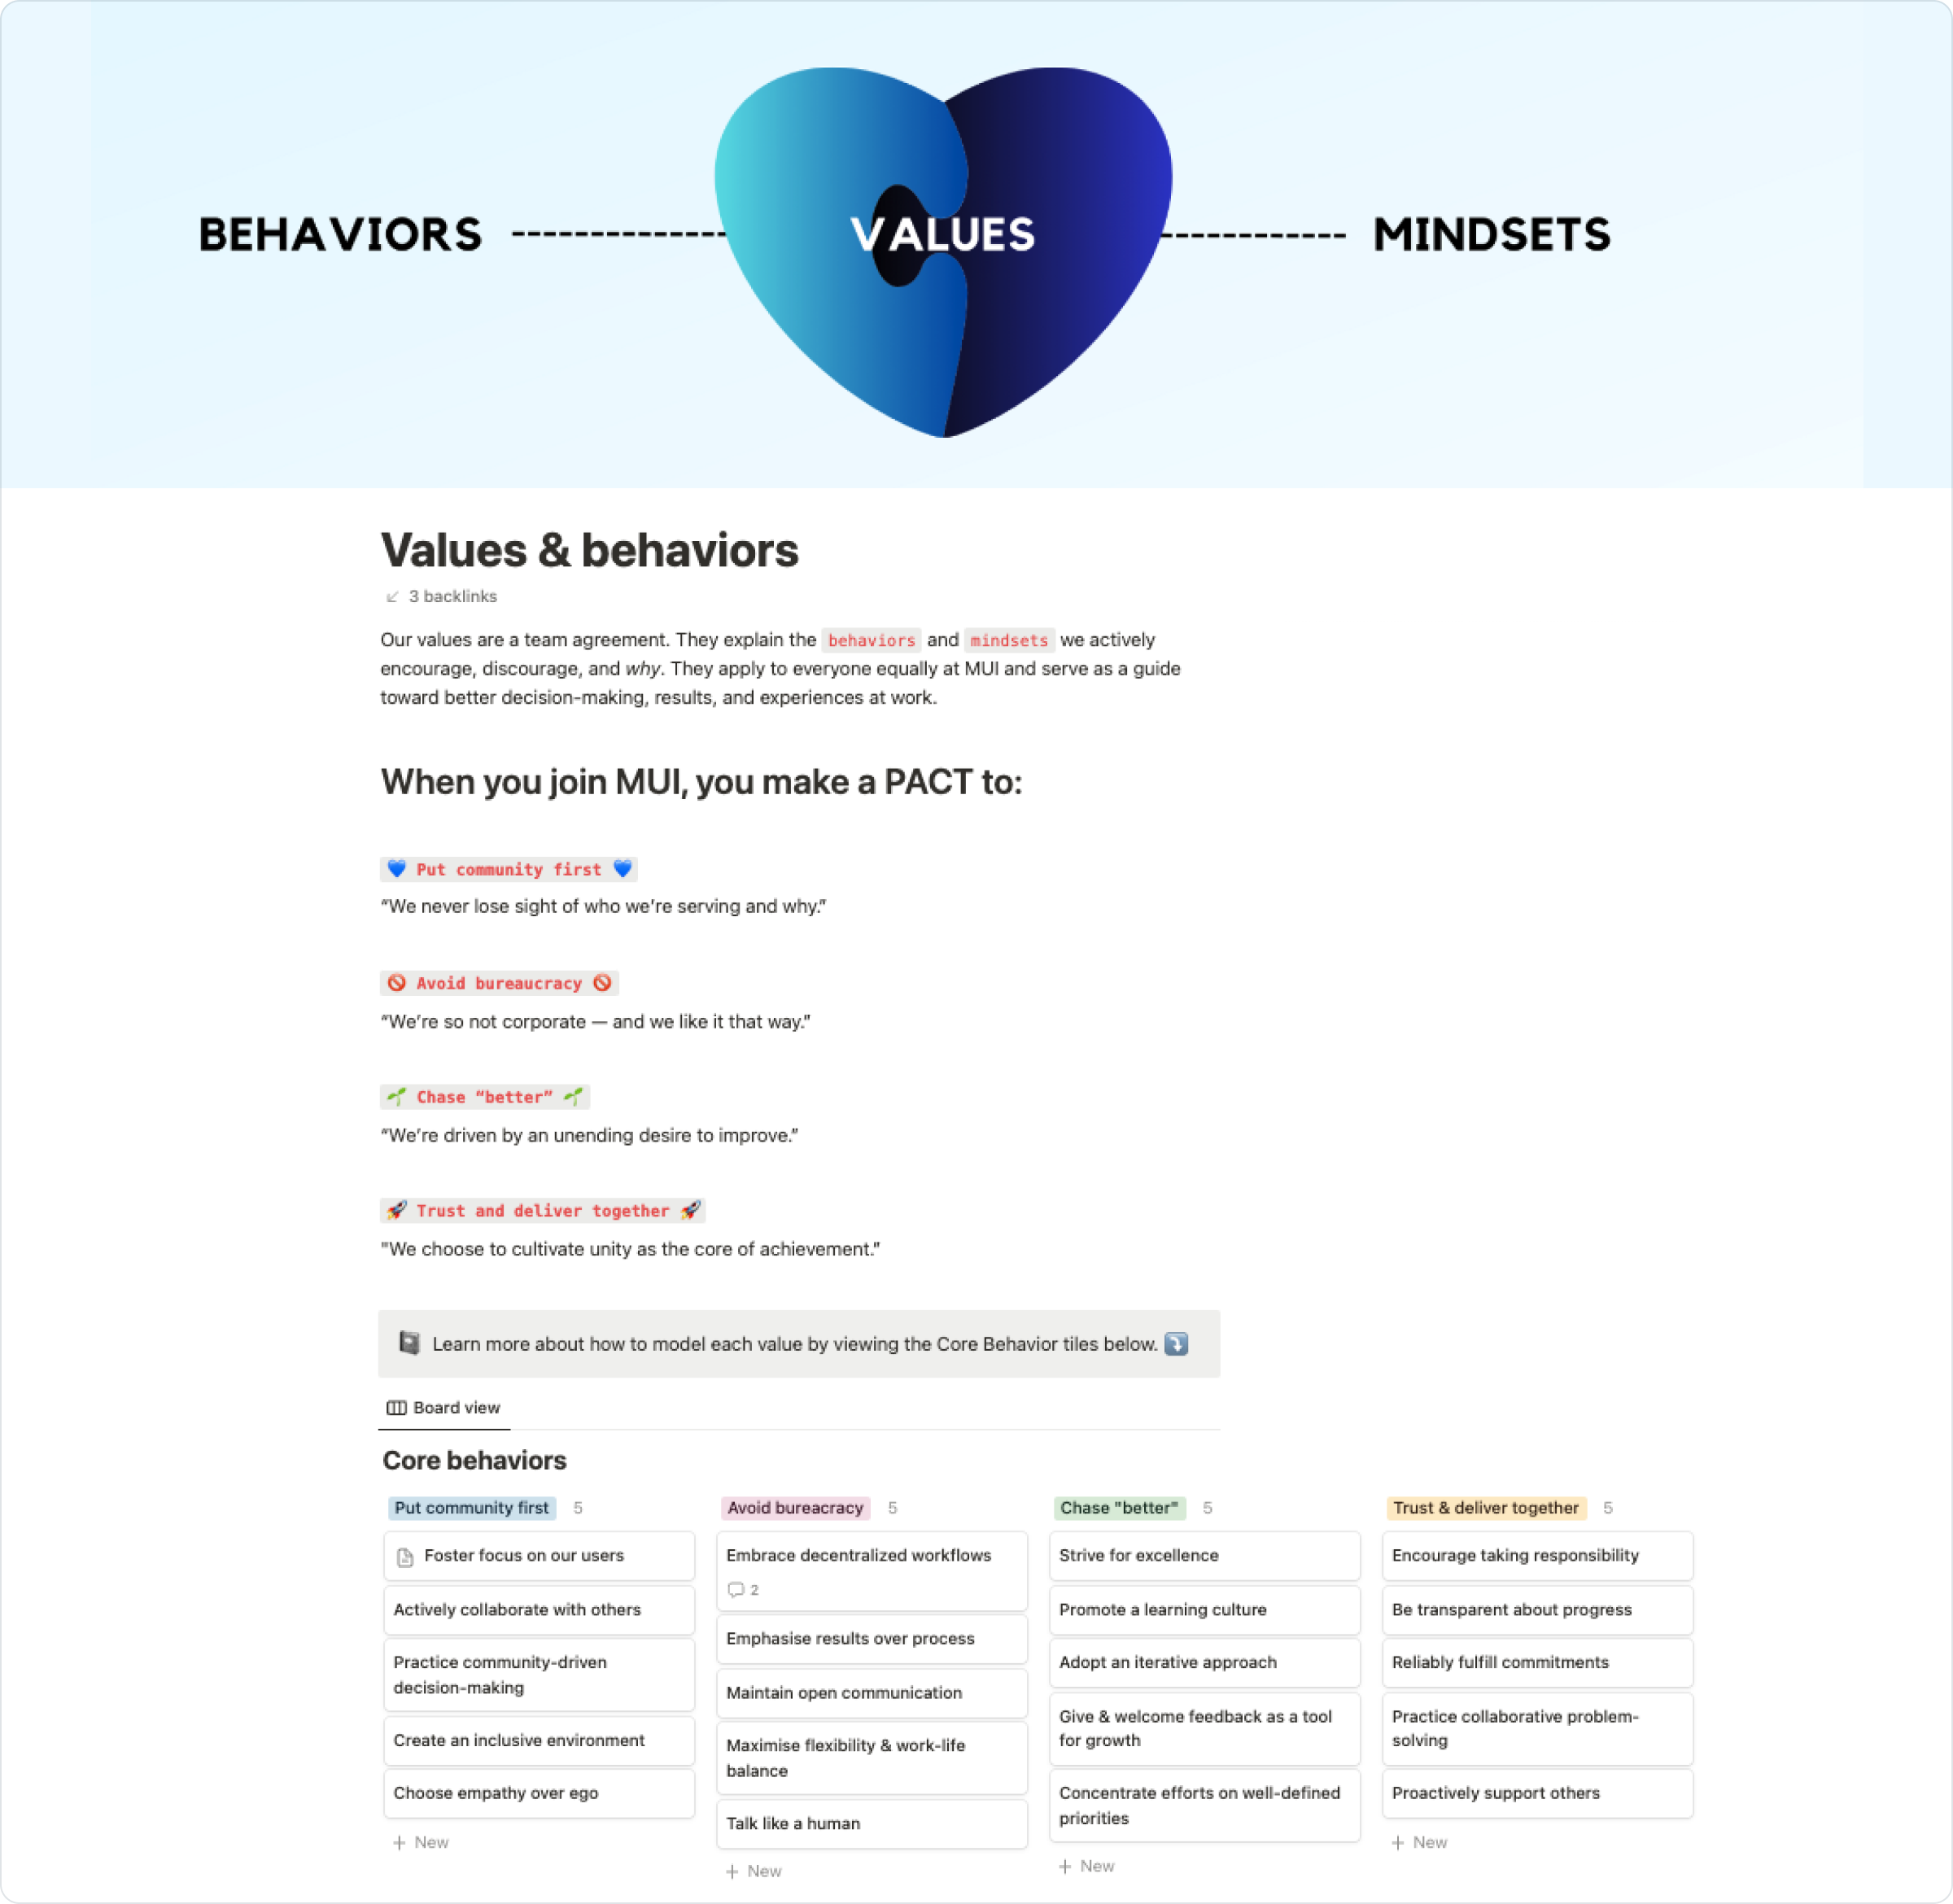 BEHAVIORS
VALUES
MINDSETS
Values & behaviors
3 backlinks
Our values are a team agreement. They explain the behaviors and mindsets we actively
encourage, discourage, and why. They apply to everyone equally at MUI and serve as a guide
toward better decision-making, results, and experiences at work.
When you join MUI, you make a PACT to:
💙 Put community first 💙
“We never lose sight of who we’re serving and why.”
🚫 Avoid bureaucracy 🚫
“We’re so not corporate — and we like it that way.”
🌱 Chase “better” 🌱
“We’re driven by an unending desire to improve.”
🚀 Trust and deliver together 🚀
"We choose to cultivate unity as the core of achievement.”
Learn more about how to model each value by viewing the Core Behavior tiles below. ⤵️
Board view
Core behaviors
Put community first 5
Foster focus on our users
Actively collaborate with others
Practice community-driven
decision-making
Create an inclusive environment
Choose empathy over ego
+ New
Avoid bureacracy 5
Embrace decentralized workflows
2
Emphasise results over process
Maintain open communication
Maximise flexibility & work-life
balance
Talk like a human
+ New
Chase "better" 5
Strive for excellence
Promote a learning culture
Adopt an iterative approach
Give & welcome feedback as a tool
for growth
Concentrate efforts on well-defined
priorities
+ New
Trust & deliver together 5
Encourage taking responsibility
Be transparent about progress
Reliably fulfill commitments
Practice collaborative problem-
solving
Proactively support others
+ New